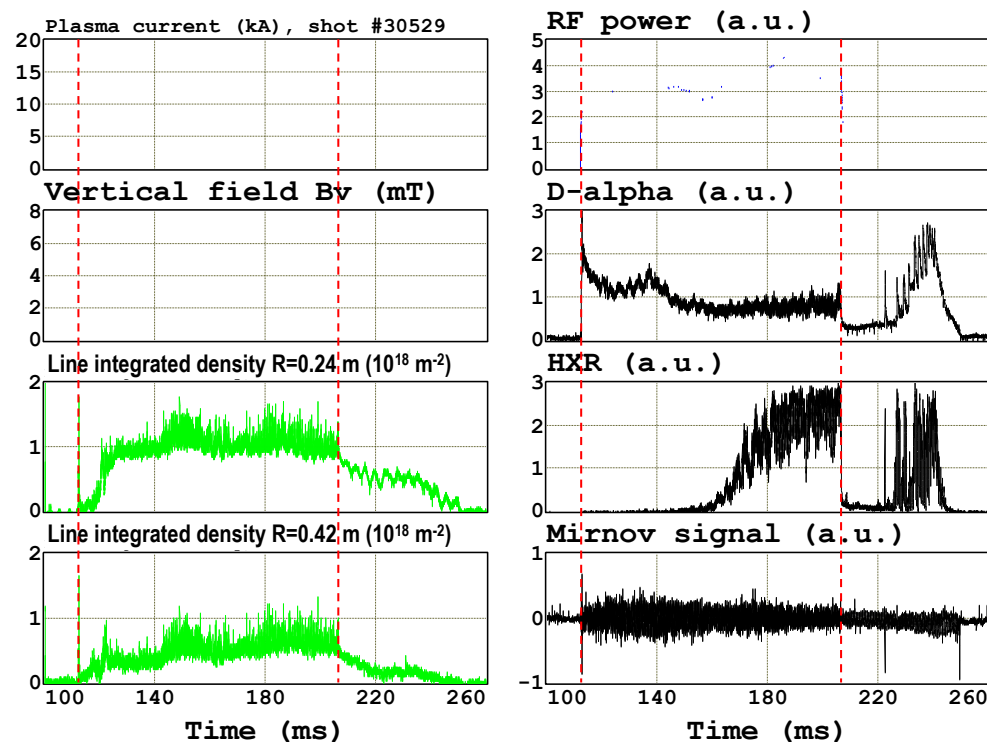 Plasma current (kA), shot #30529
20
15
10
5
0
Vertical field Bv (mT)
8
6
4
2
0
Line integrated density R=0.24 m (10¹⁸ m⁻²)
2
1
0
Line integrated density R=0.42 m (10¹⁸ m⁻²)
2
1
0
100 140 180 220 260
Time (ms)
RF power (a.u.)
5
4
3
2
1
0
D-alpha (a.u.)
3
2
1
0
HXR (a.u.)
3
2
1
0
Mirnov signal (a.u.)
1
0
-1
100 140 180 220 260
Time (ms)